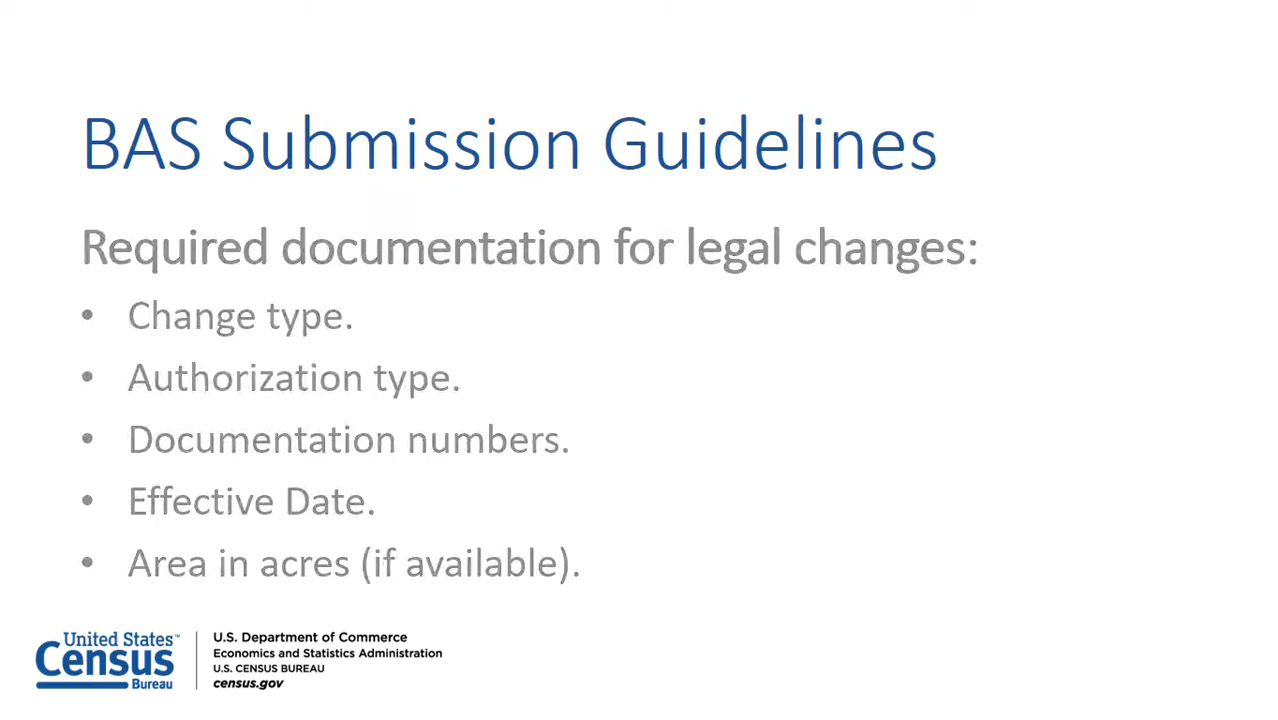 BAS Submission Guidelines
Required documentation for legal changes:
• Change type.
• Authorization type.
• Documentation numbers.
• Effective Date.
• Area in acres (if available).
United States™
Census
Bureau
U.S. Department of Commerce
Economics and Statistics Administration
U.S. CENSUS BUREAU
census.gov